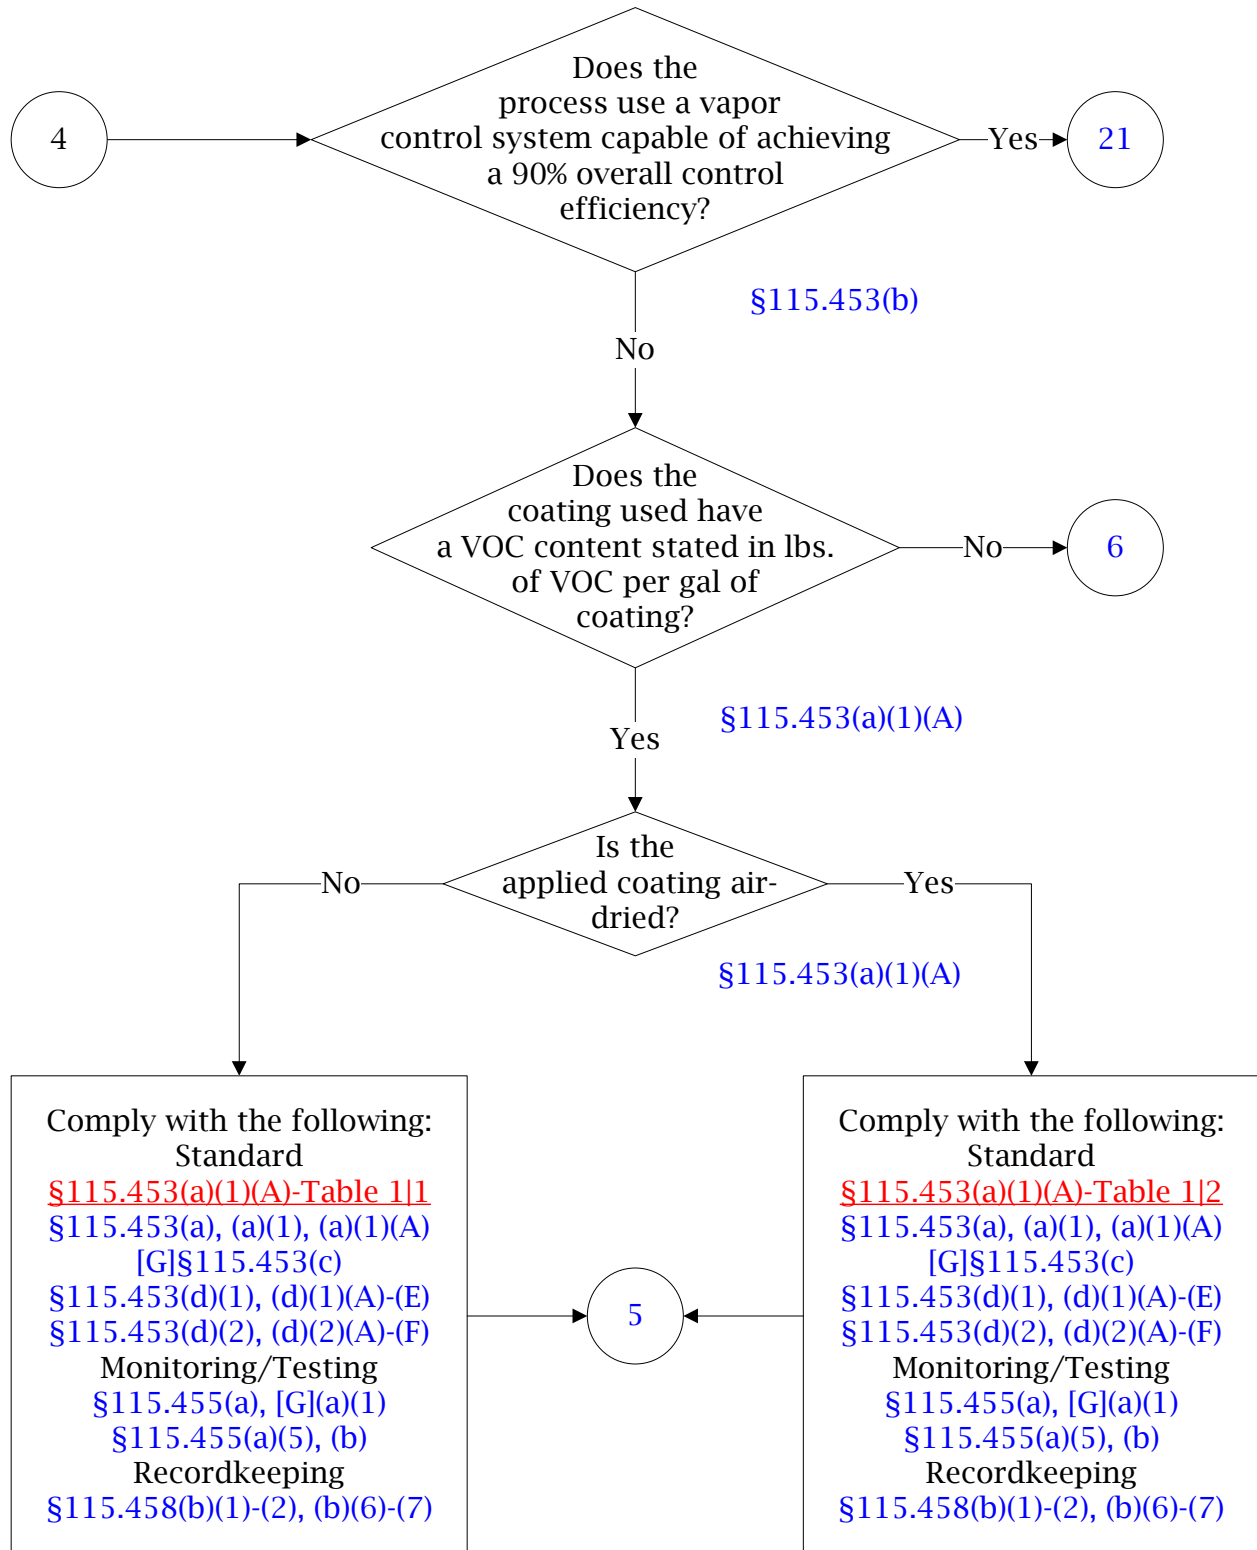 Does the
process use a vapor
control system capable of achieving
a 90% overall control
efficiency?
4
Yes
21
§115.453(b)
No
Does the
coating used have
a VOC content stated in lbs.
of VOC per gal of
coating?
No
6
§115.453(a)(1)(A)
Yes
Is the
applied coating air-
dried?
No
Yes
§115.453(a)(1)(A)
Comply with the following:
Standard
§115.453(a)(1)(A)-Table 1|1
§115.453(a), (a)(1), (a)(1)(A)
[G]§115.453(c)
§115.453(d)(1), (d)(1)(A)-(E)
§115.453(d)(2), (d)(2)(A)-(F)
Monitoring/Testing
§115.455(a), [G](a)(1)
§115.455(a)(5), (b)
Recordkeeping
§115.458(b)(1)-(2), (b)(6)-(7)
5
Comply with the following:
Standard
§115.453(a)(1)(A)-Table 1|2
§115.453(a), (a)(1), (a)(1)(A)
[G]§115.453(c)
§115.453(d)(1), (d)(1)(A)-(E)
§115.453(d)(2), (d)(2)(A)-(F)
Monitoring/Testing
§115.455(a), [G](a)(1)
§115.455(a)(5), (b)
Recordkeeping
§115.458(b)(1)-(2), (b)(6)-(7)